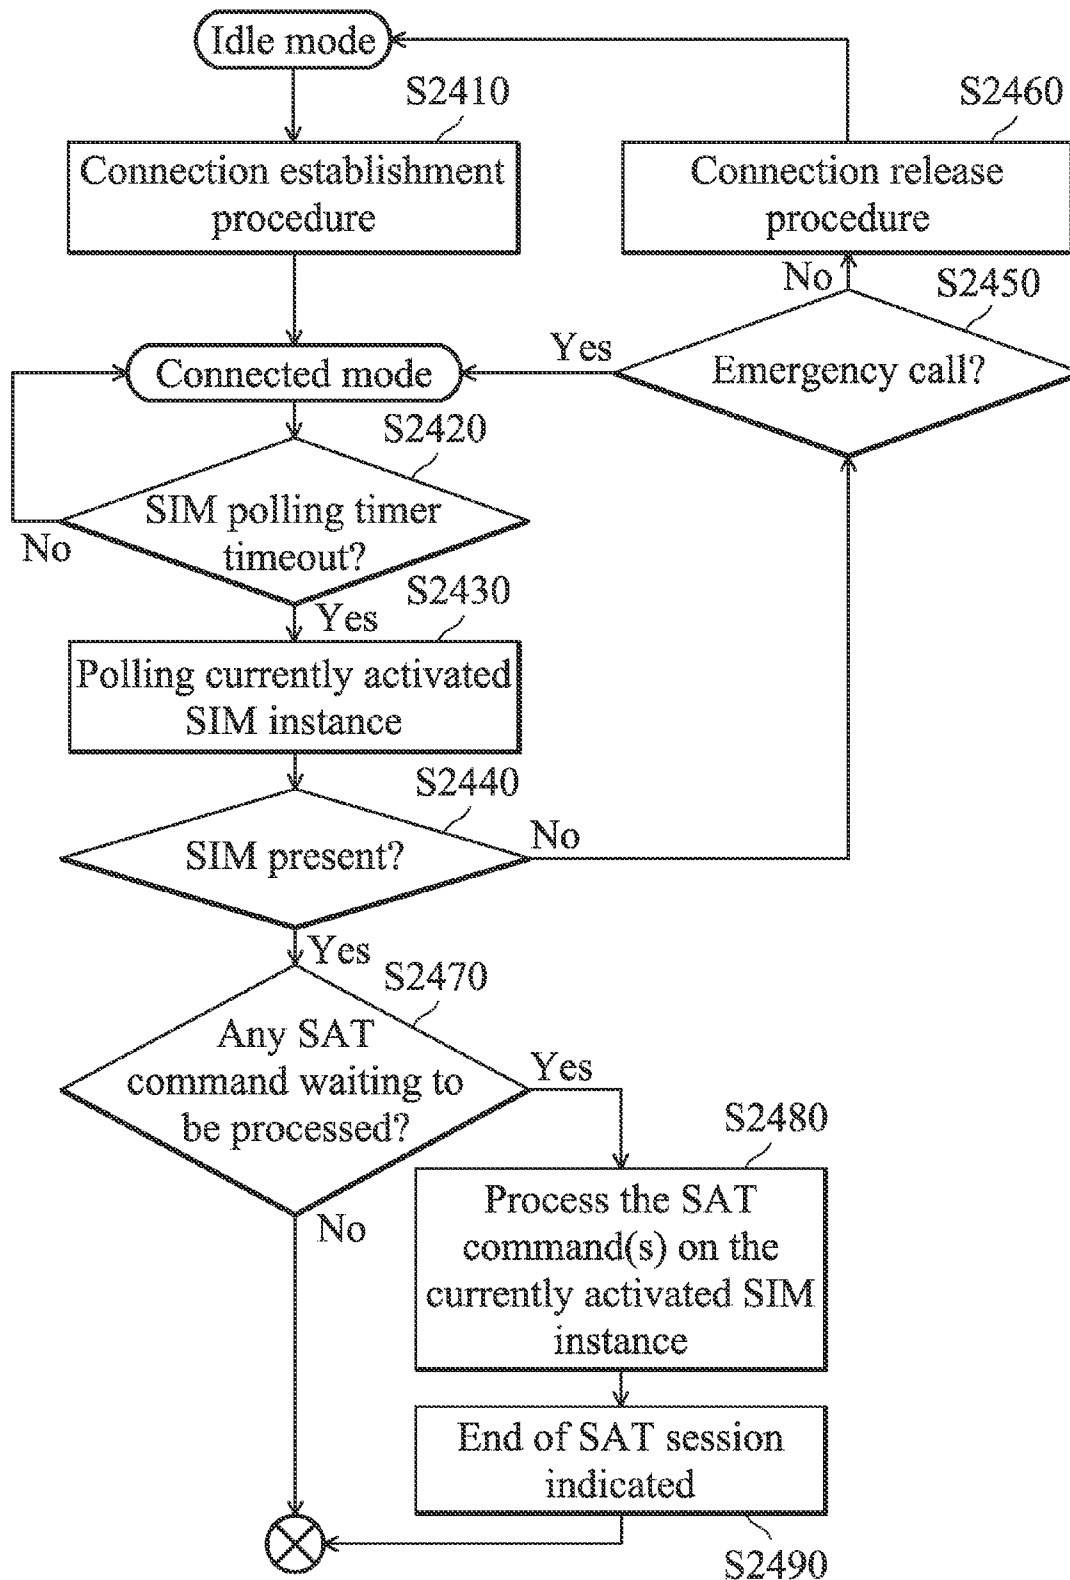 Idle mode
S2410
S2460
Connection establishment
procedure
Connection release
procedure
No
S2450
Yes
Emergency call?
Connected mode
S2420
SIM polling timer
timeout?
No
Yes
S2430
Polling currently activated
SIM instance
S2440
SIM present?
No
Yes
S2470
Any SAT
command waiting to
be processed?
Yes
No
S2480
Process the SAT
command(s) on the
currently activated SIM
instance
End of SAT session
indicated
S2490